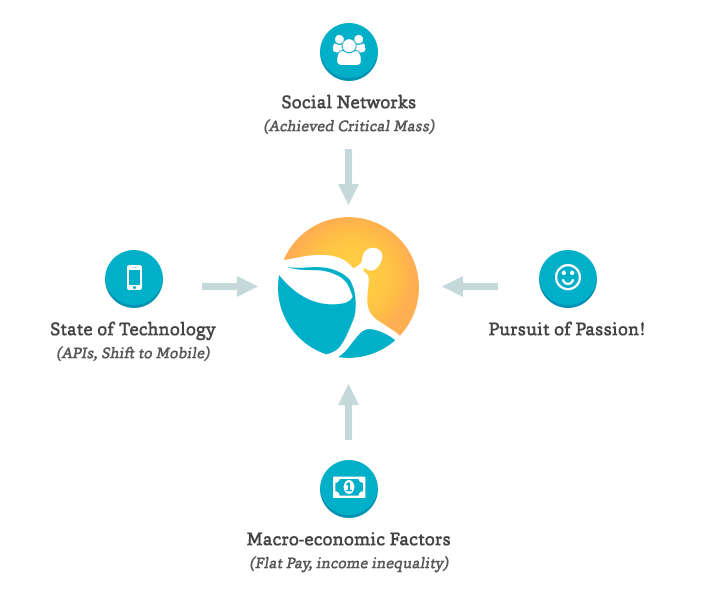 Social Networks
(Achieved Critical Mass)
State of Technology
(APIs, Shift to Mobile)
Pursuit of Passion!
1
Macro-economic Factors
(Flat Pay, income inequality)